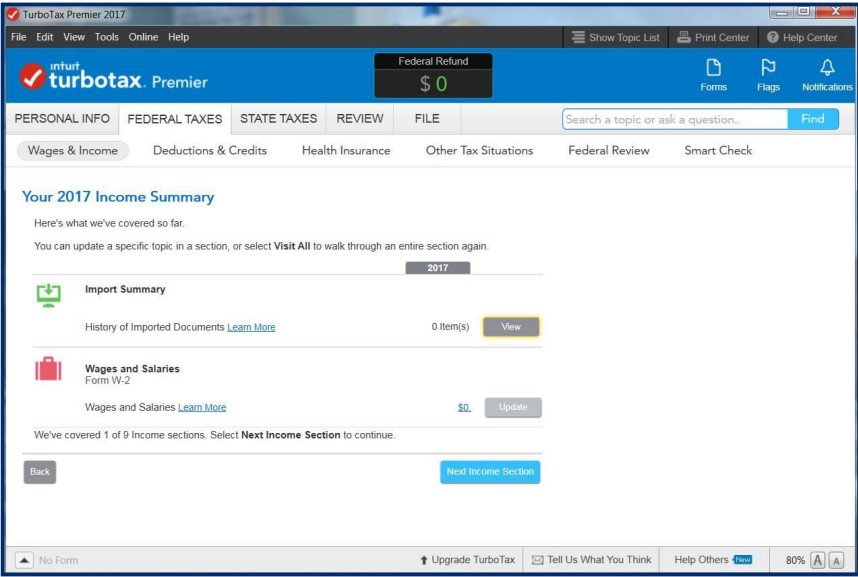 TurboTax Premier 2017
File Edit View Tools Online Help
Show Topic List Print Center Help Center
intuit
turbotax. Premier
Federal Refund
$ 0
Forms Flags Notifications
PERSONAL INFO FEDERAL TAXES STATE TAXES REVIEW FILE
Search a topic or ask a question.. Find
Wages & Income Deductions & Credits Health Insurance Other Tax Situations Federal Review Smart Check
Your 2017 Income Summary
Here's what we've covered so far.
You can update a specific topic in a section, or select Visit All to walk through an entire section again.
2017
Import Summary
History of Imported Documents Learn More 0 Item(s) View
Wages and Salaries
Form W-2
Wages and Salaries Learn More $0. Update
We've covered 1 of 9 Income sections. Select Next Income Section to continue.
Back Next Income Section
No Form Upgrade TurboTax Tell Us What You Think Help Others New 80% A A